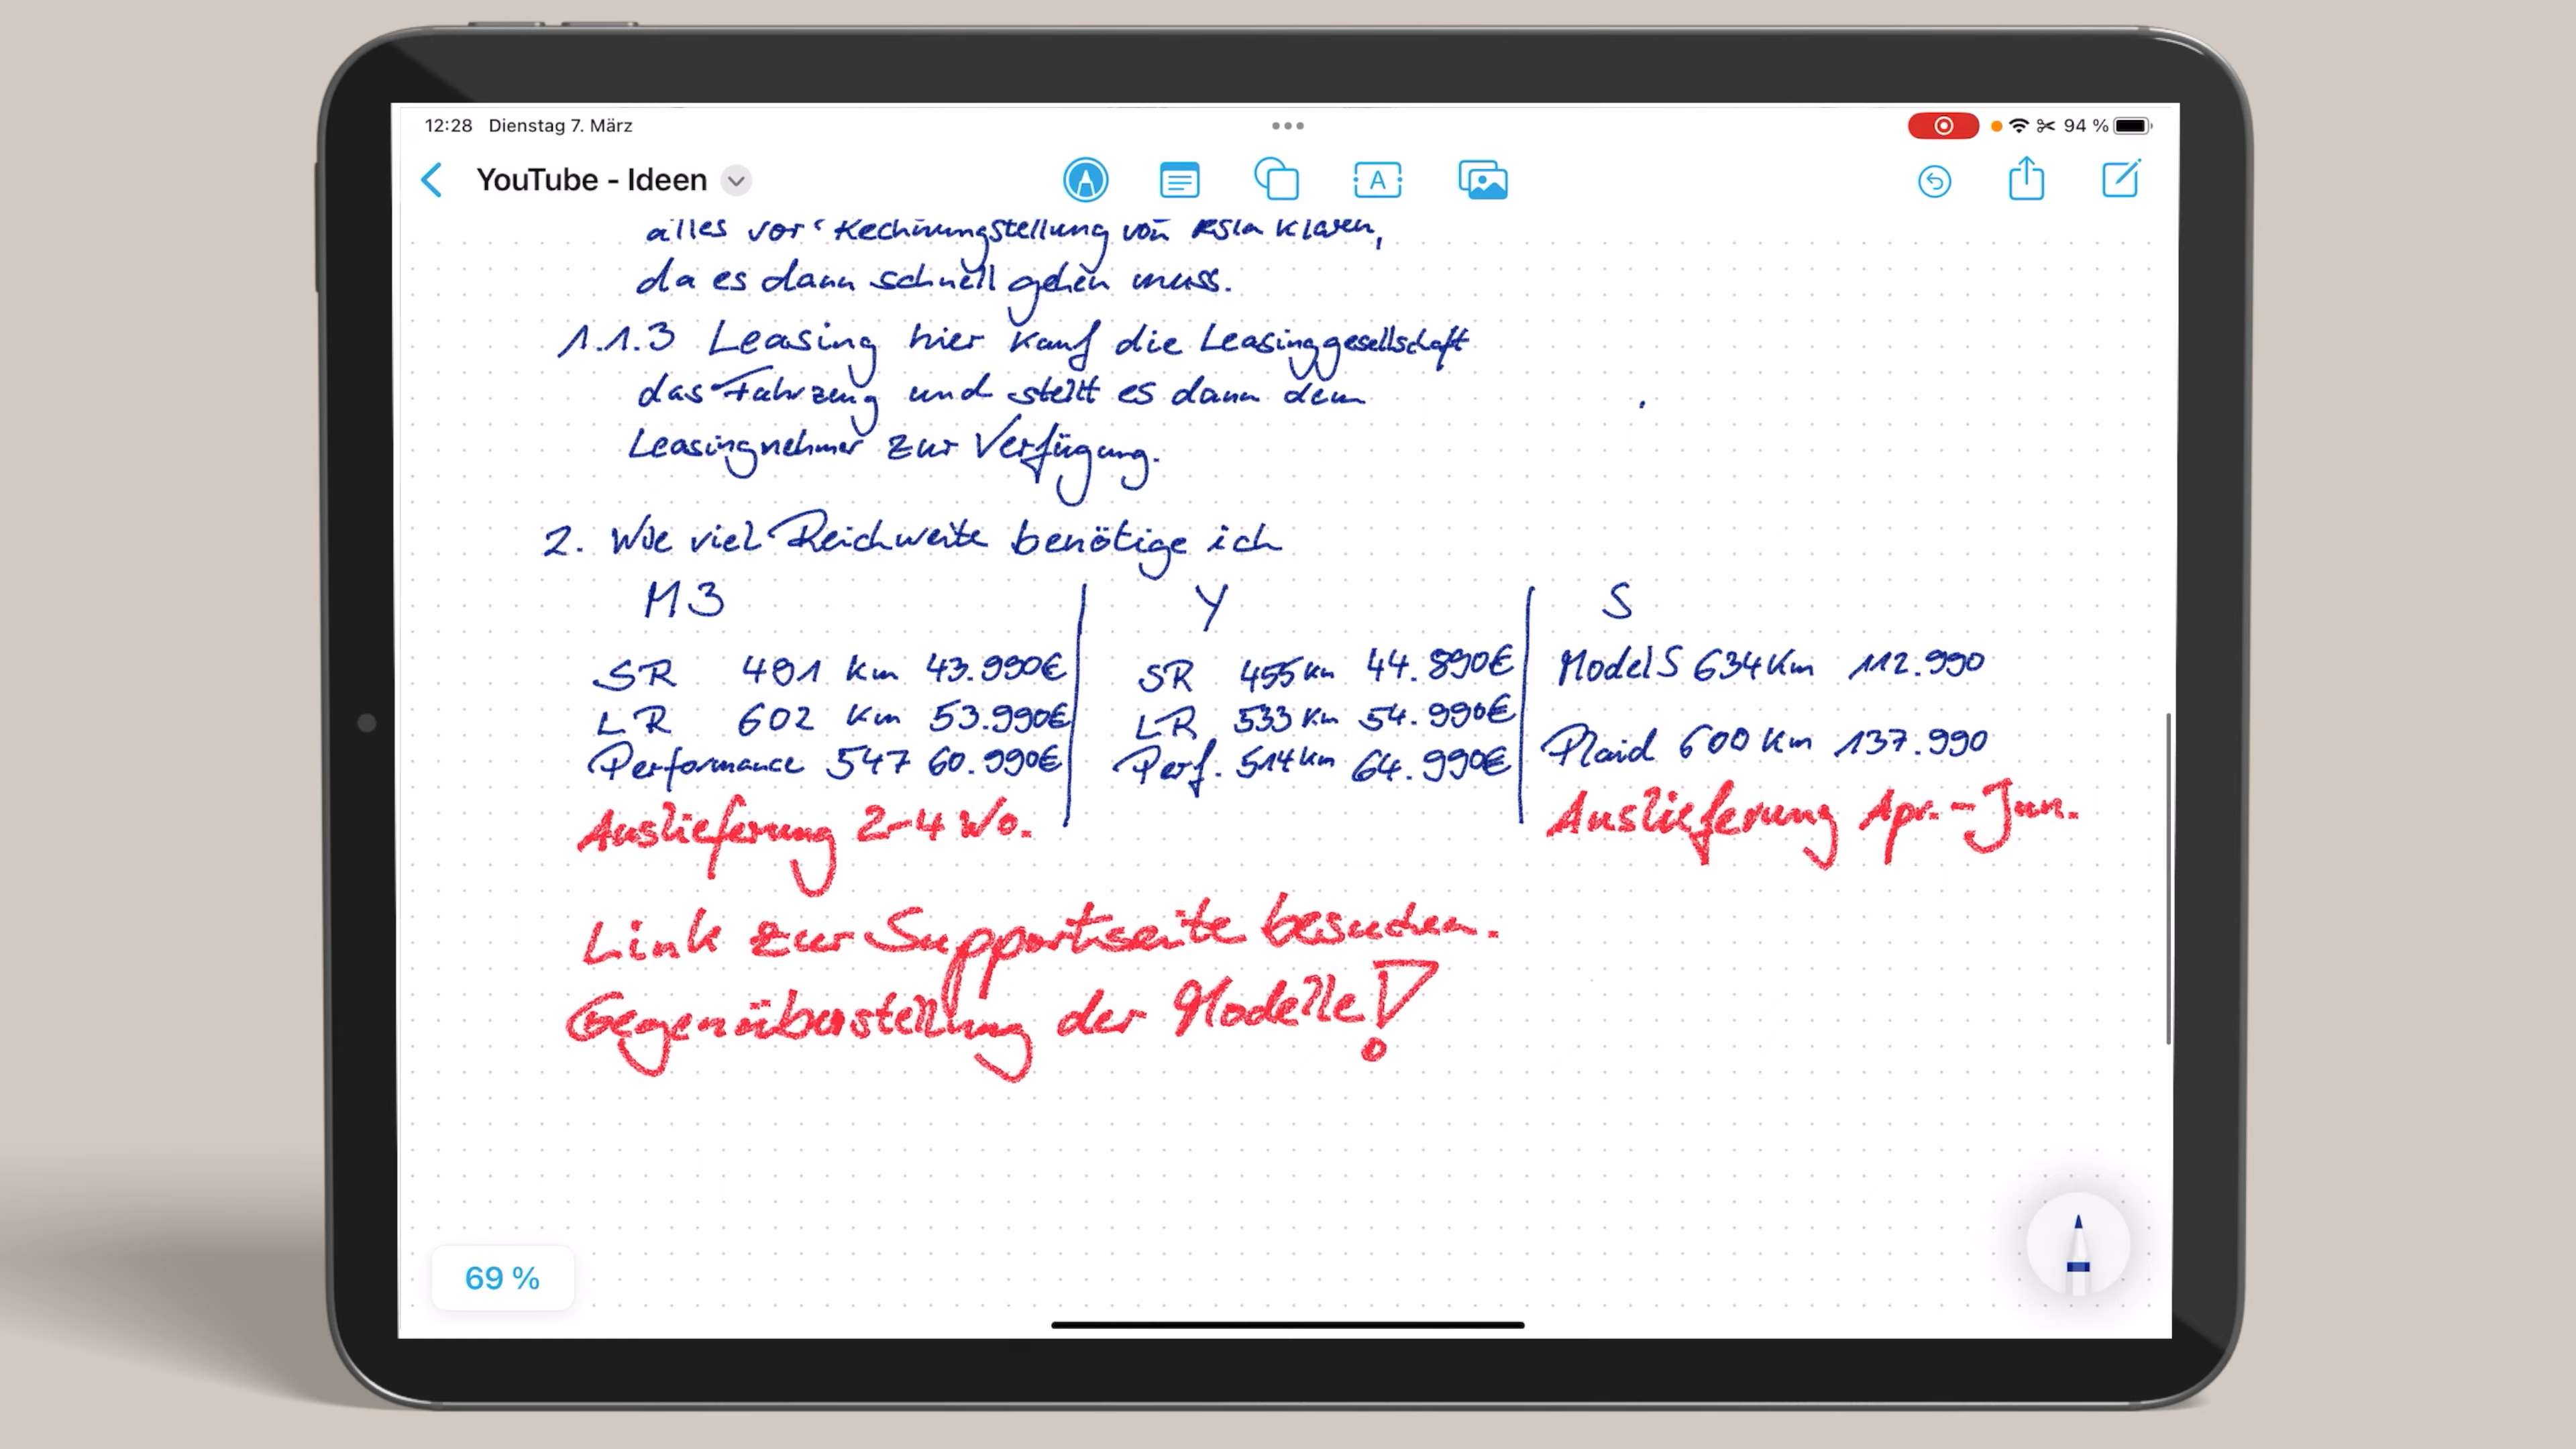 12:28 Dienstag 7. März
94 %
YouTube - Ideen
A
alles vor Rechnungstellung von Tesla klären,
da es dann schnell gehen muss.
1.1.3 Leasing hier kauf die Leasinggesellschaft
das Fahrzeug und stellt es dann dem
Leasingnehmer zur Verfügung.
2. Wie viel Reichweite benötige ich
M3 Y S
SR 491 km 43.990€ SR 455 km 44.890€ Model S 634 Km 112.990
LR 602 km 53.990€ LR 533 Km 54.990€
Performance 547 60.990€ Perf. 514 km 64.990€ Plaid 600 Km 137.990
Auslieferung 2-4 Wo. Auslieferung Apr.-Jun.
Link zur Supportseite besuchen.
Gegenüberstellung der Modelle!
69 %